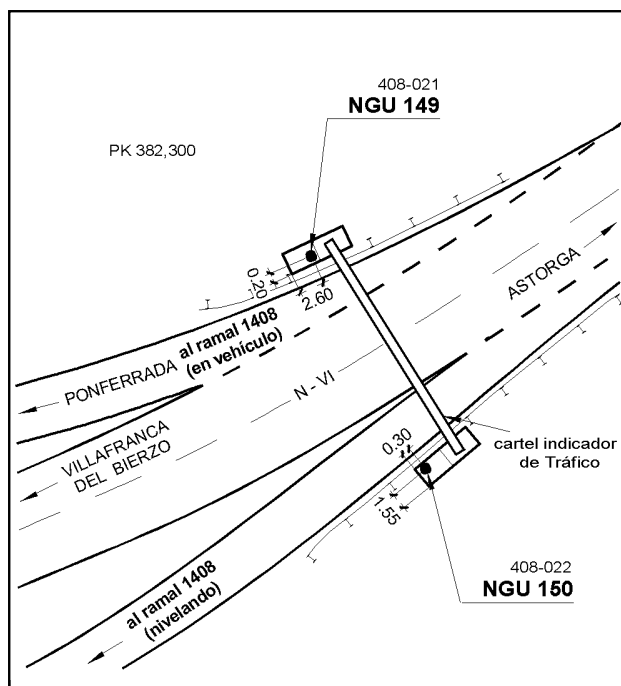 408-021
NGU 149
PK 382,300
0.20
2.60
ASTORGA
PONFERRADA
al ramal 1408
(en vehículo)
N - VI
VILLAFRANCA
DEL BIERZO
cartel indicador
de Tráfico
0.30
1.55
408-022
NGU 150
al ramal 1408
(nivelando)